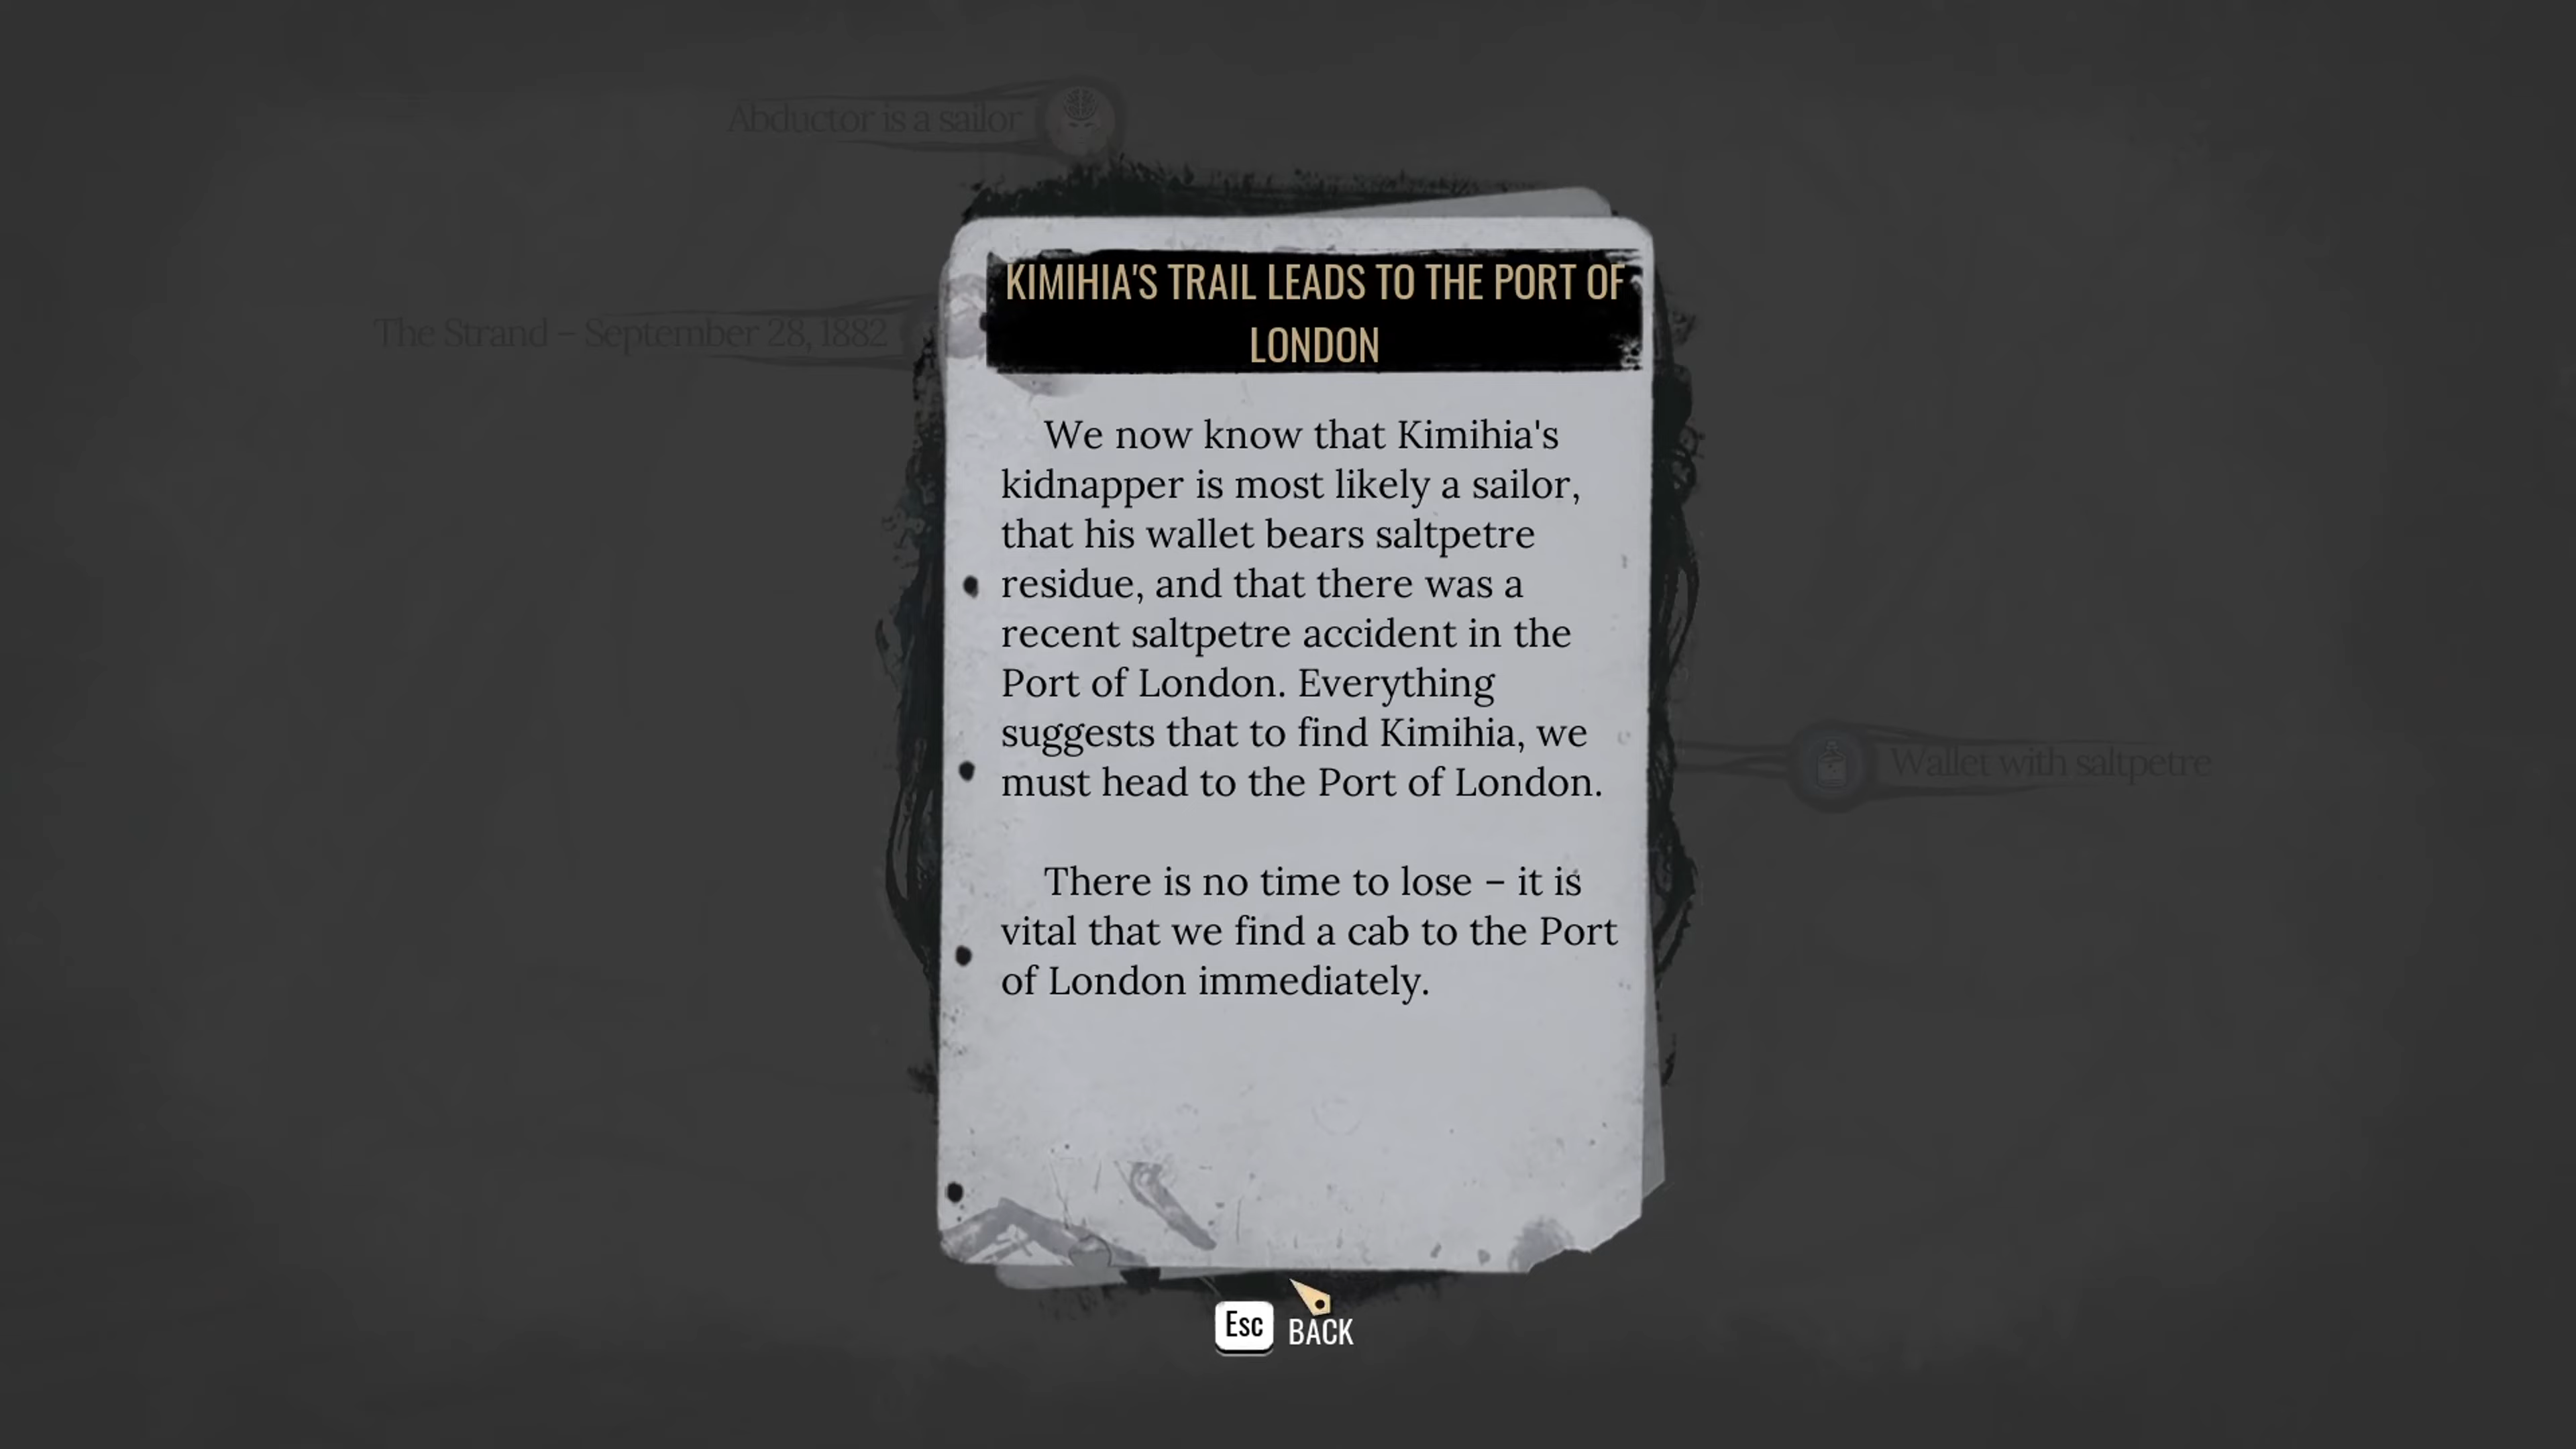 Abductor is a sailor
The Strand – September 28, 1882
KIMIHIA'S TRAIL LEADS TO THE PORT OF
LONDON
We now know that Kimihia's
kidnapper is most likely a sailor,
that his wallet bears saltpetre
residue, and that there was a
recent saltpetre accident in the
Port of London. Everything
suggests that to find Kimihia, we
must head to the Port of London.
There is no time to lose – it is
vital that we find a cab to the Port
of London immediately.
Wallet with saltpetre
Esc BACK